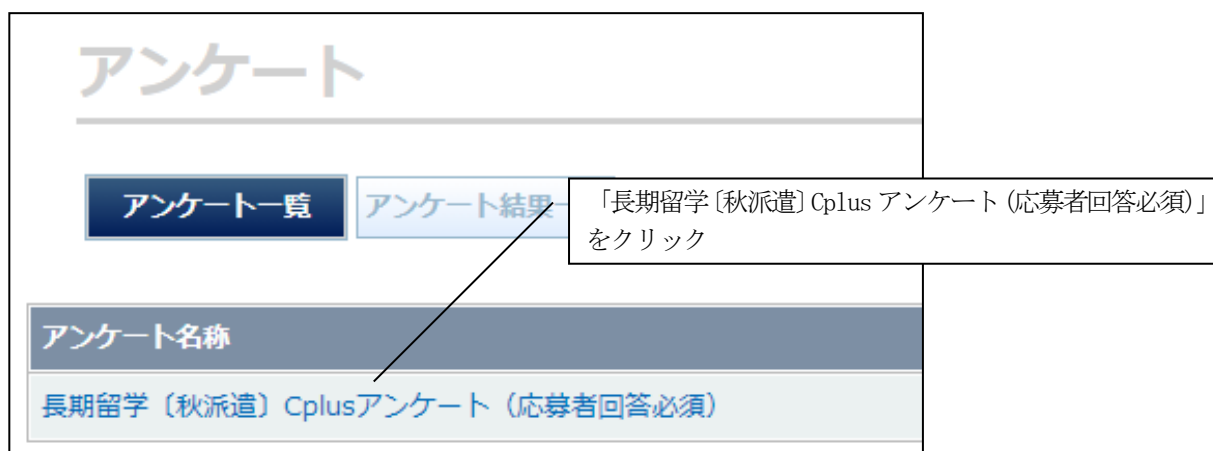 アンケート
アンケート一覧
アンケート結果
「長期留学〔秋派遣〕Cplus アンケート(応募者回答必須)」
をクリック
アンケート名称
長期留学〔秋派遣〕Cplusアンケート(応募者回答必須)